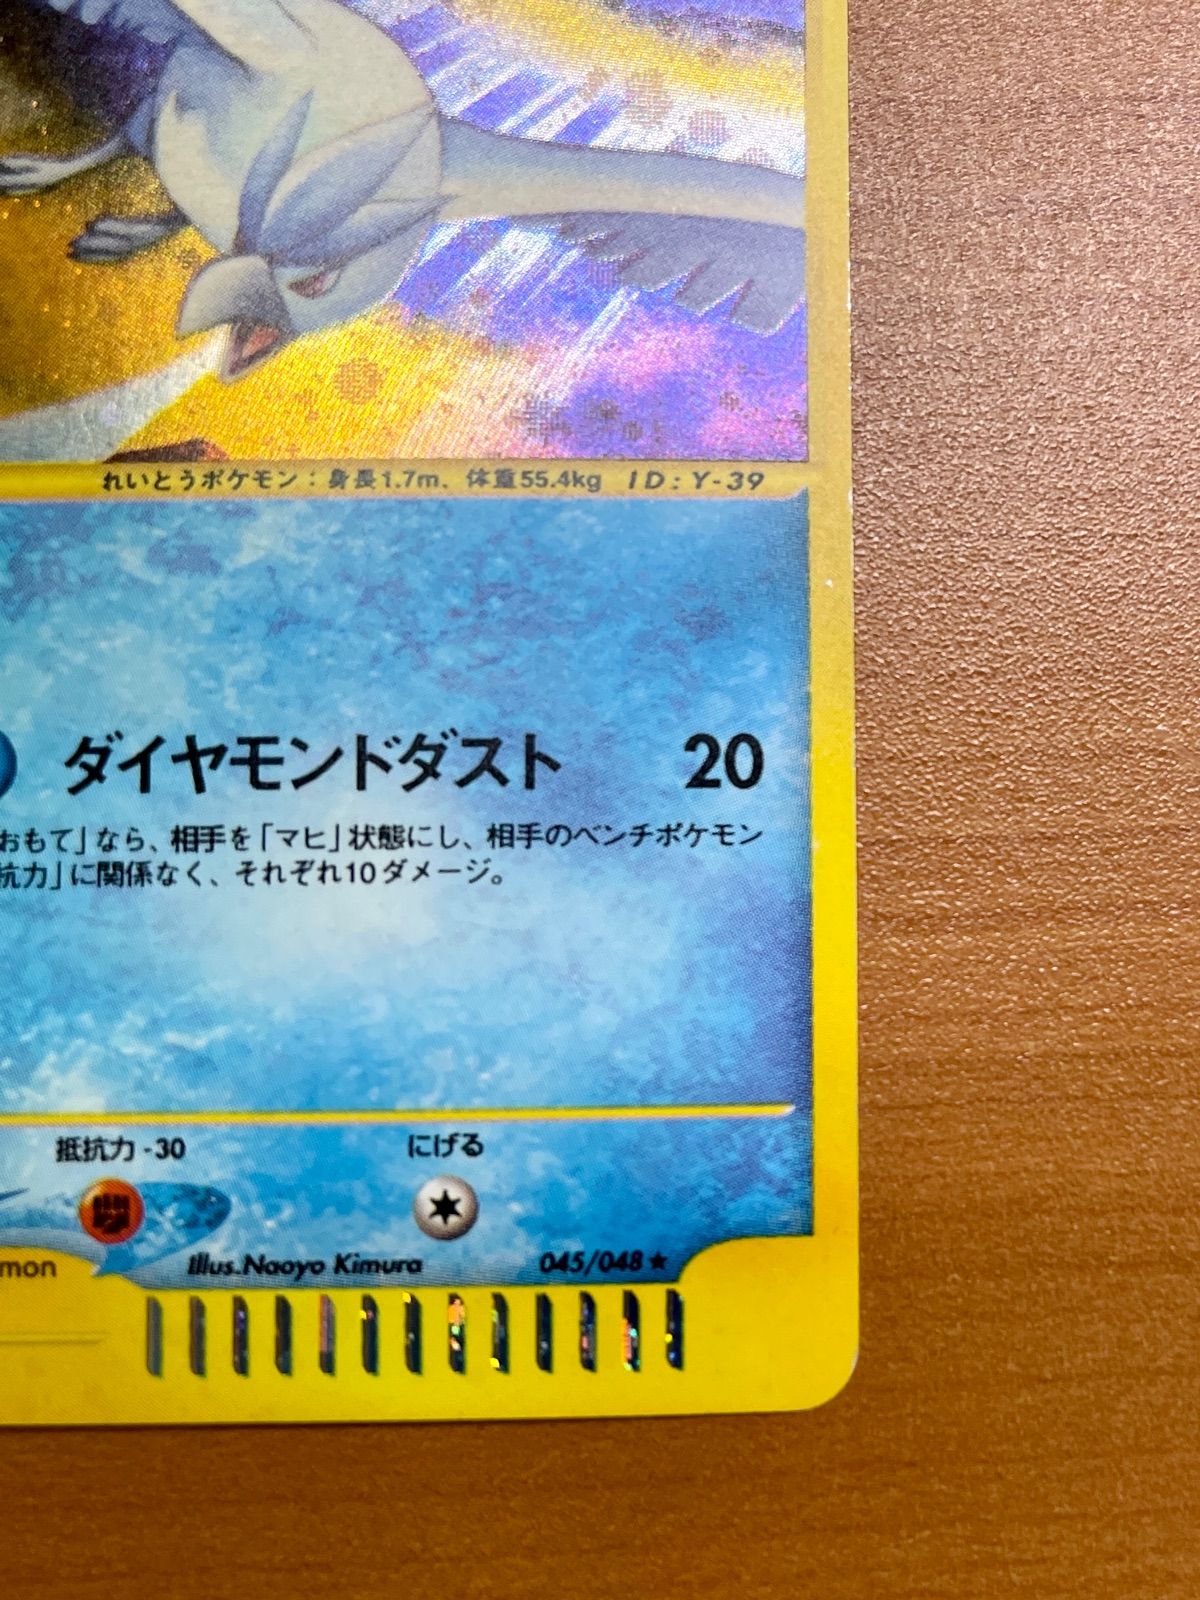 れいとうポケモン：身長1.7m、体重55.4kg ID:Y-39
ダイヤモンドダスト 20
おもて」なら、相手を「マヒ」状態にし、相手のベンチポケモン
抗力」に関係なく、それぞれ10ダメージ。
抵抗力 -30 にげる
mon Illus.Naoyo Kimura 045/048★